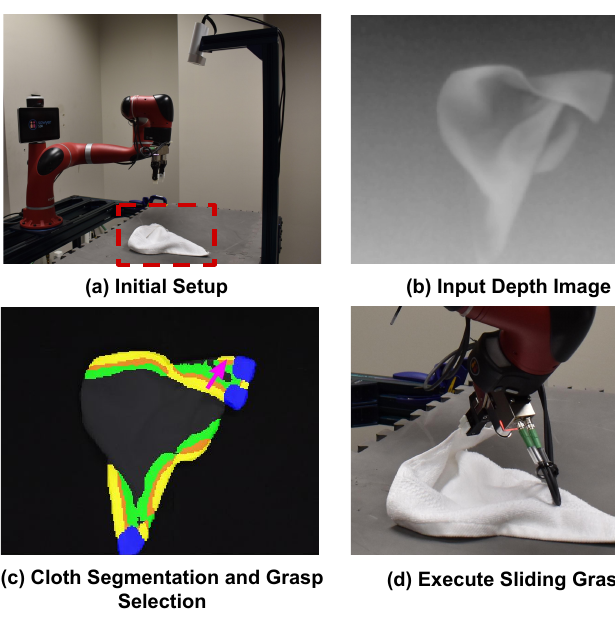 (a) Initial Setup
(b) Input Depth Image
(c) Cloth Segmentation and Grasp
Selection
(d) Execute Sliding Gras